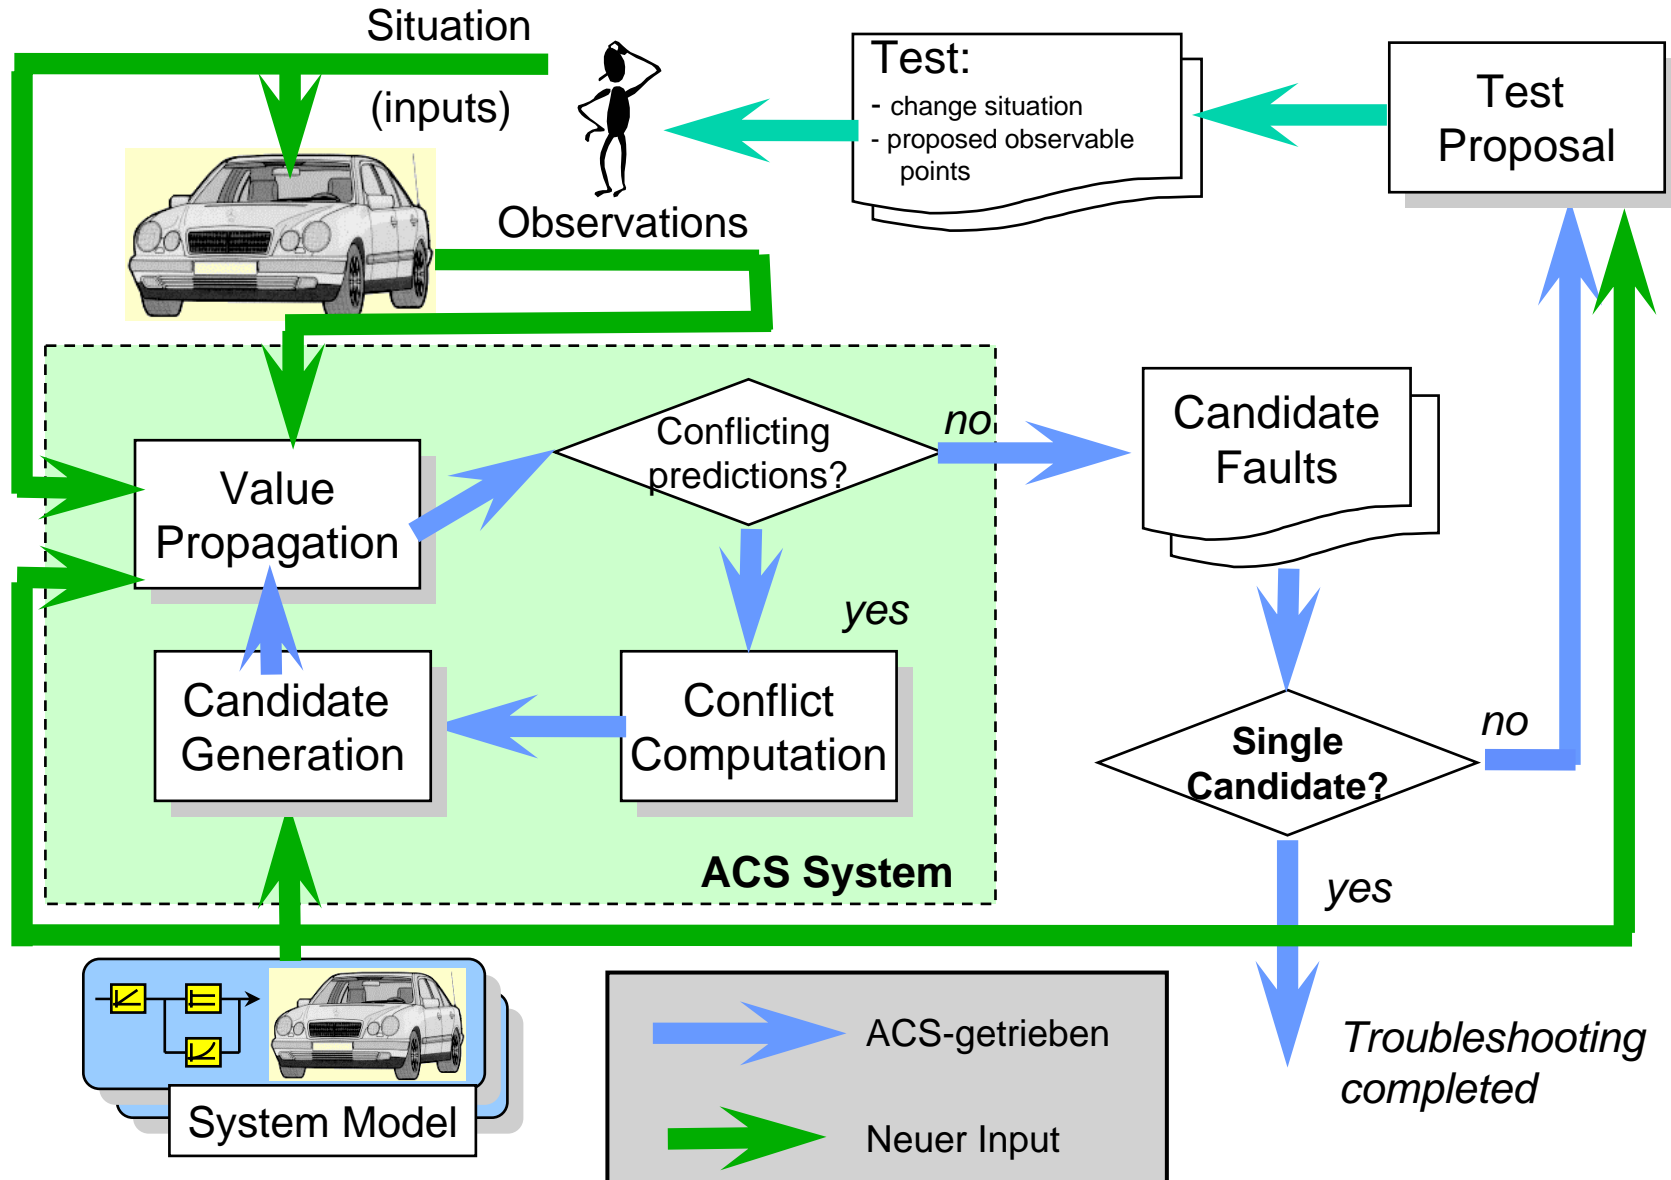 Situation
(inputs)
Test:
- change situation
- proposed observable
points
Test
Proposal
Observations
Conflicting
predictions?
no
Candidate
Faults
Value
Propagation
yes
Candidate
Generation
Conflict
Computation
Single
Candidate?
no
ACS System
yes
Troubleshooting
completed
System Model
ACS-getrieben
Neuer Input